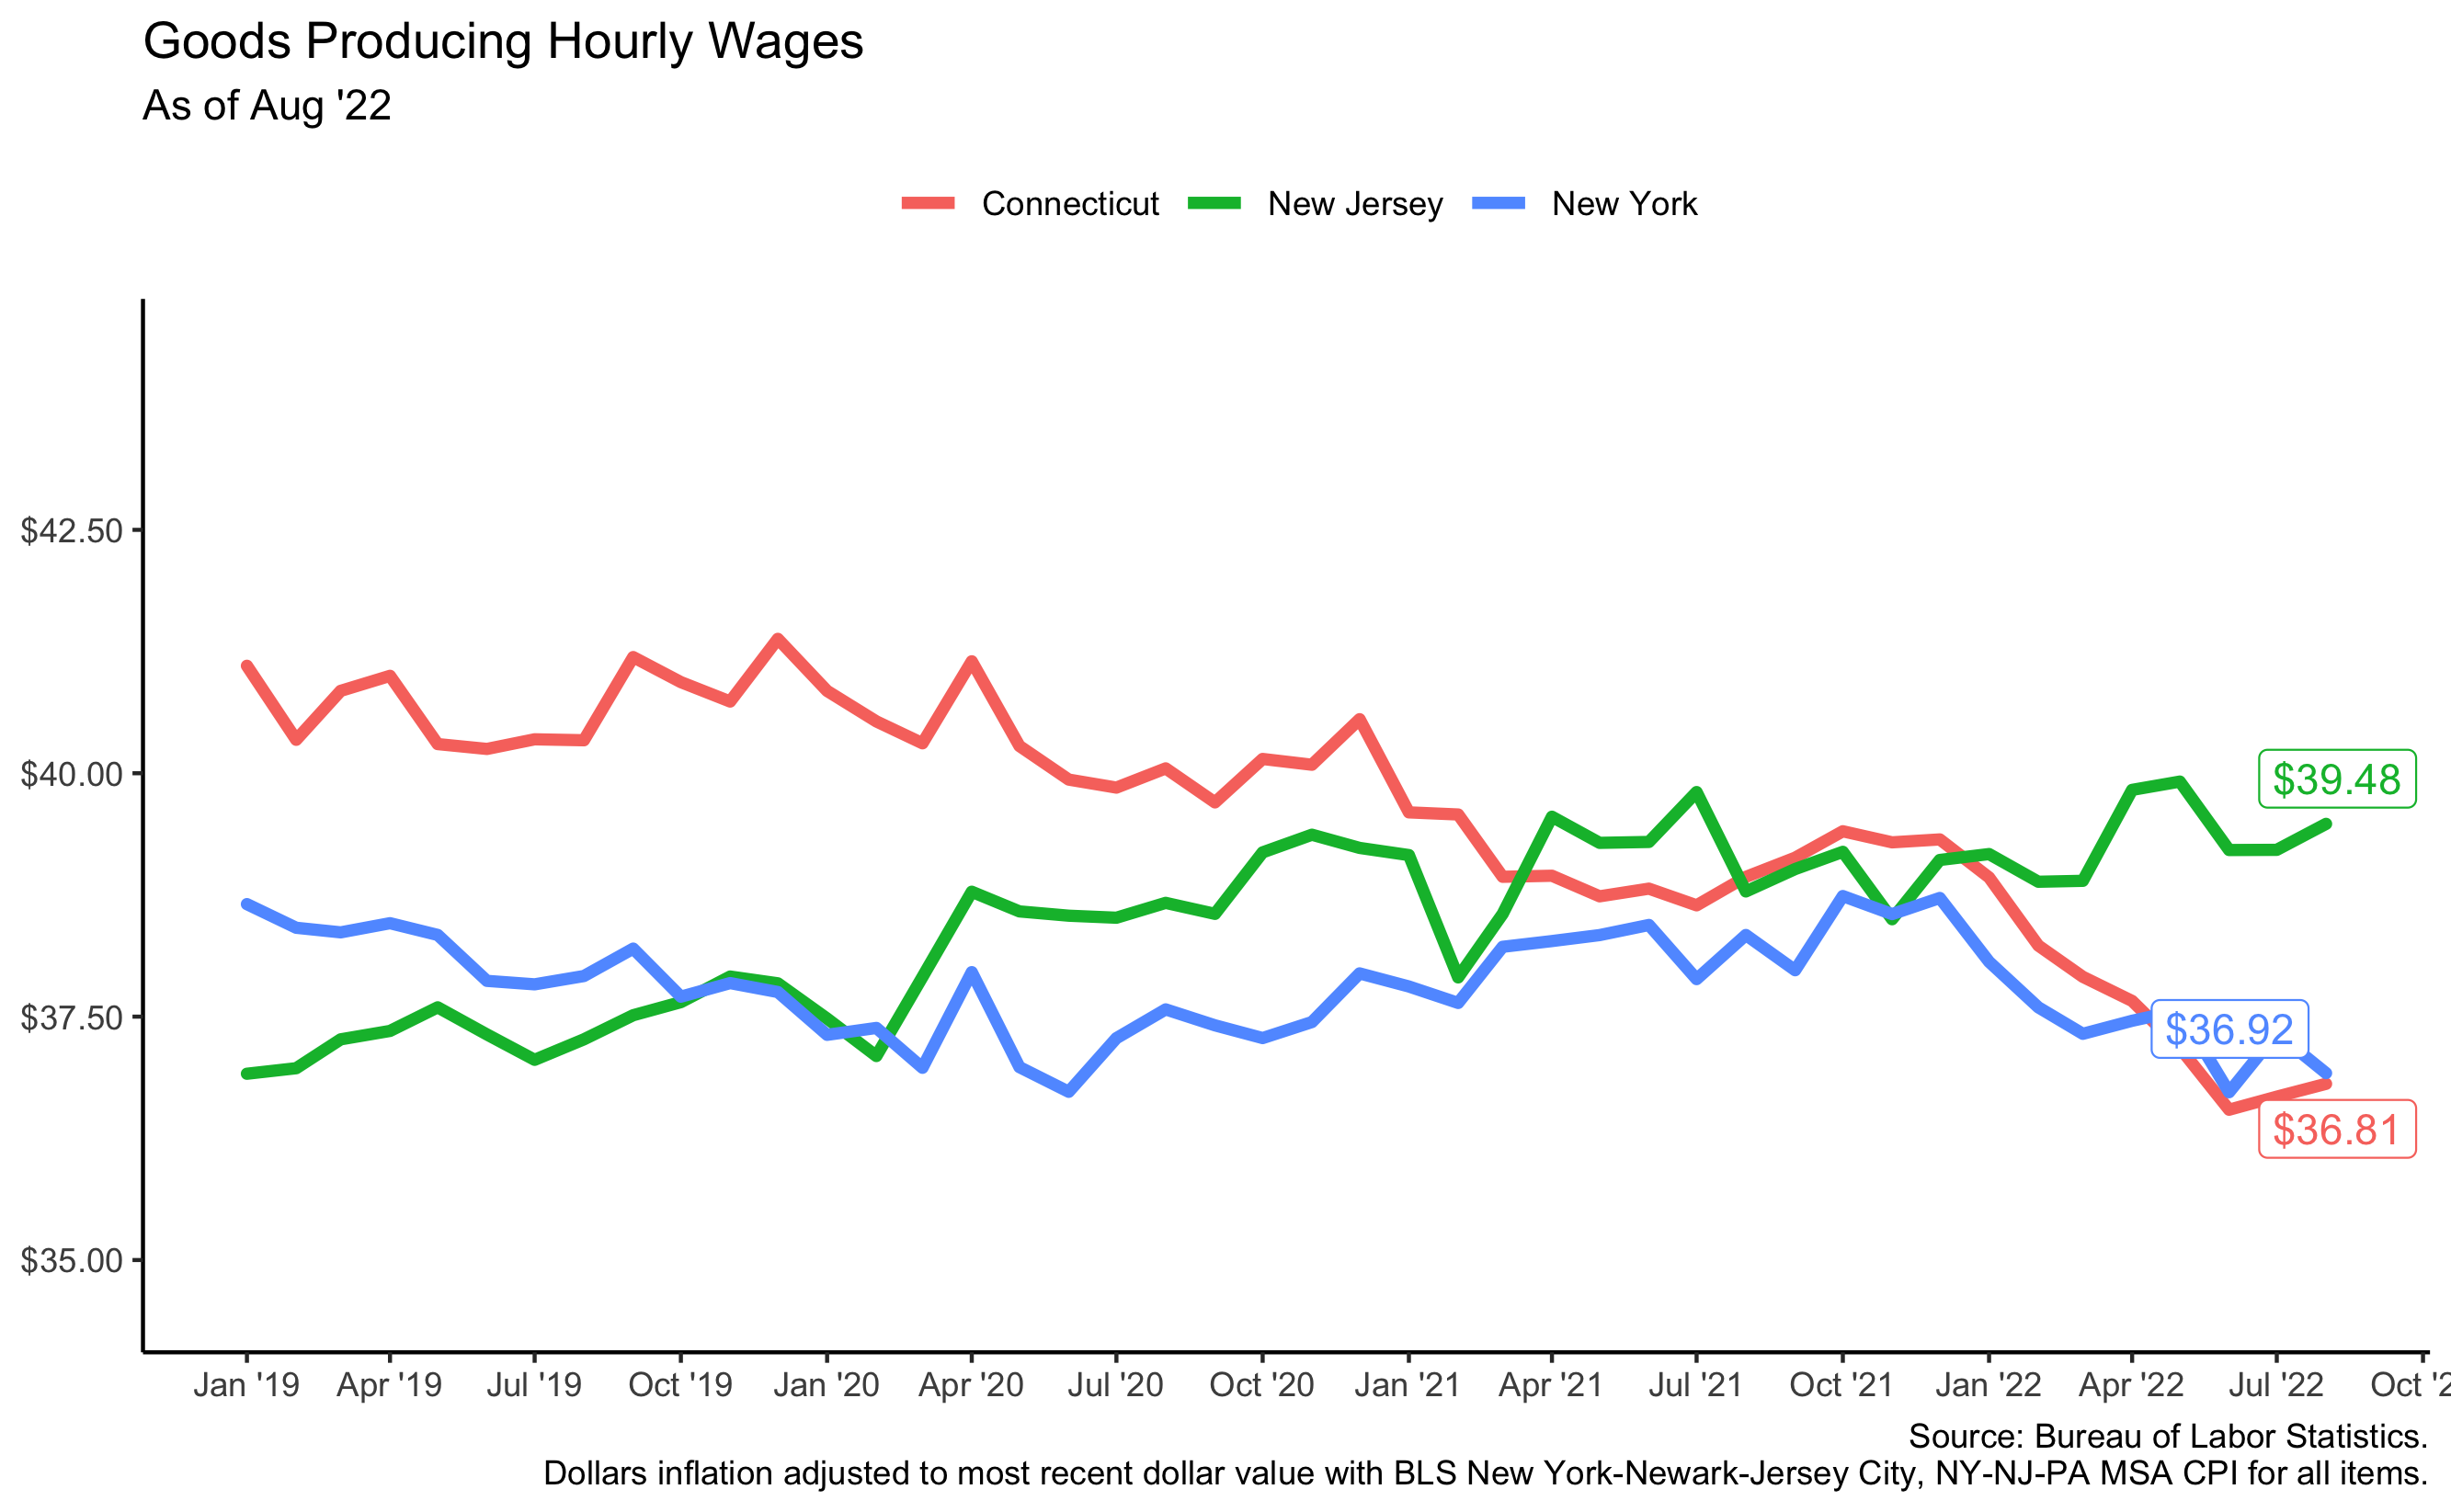 Goods Producing Hourly Wages
As of Aug '22
Connecticut New Jersey New York
$42.50
$40.00
$37.50
$35.00
$39.48
$36.92
$36.81
Jan '19 Apr '19 Jul '19 Oct '19 Jan '20 Apr '20 Jul '20 Oct '20 Jan '21 Apr '21 Jul '21 Oct '21 Jan '22 Apr '22 Jul '22 Oct '2
Source: Bureau of Labor Statistics.
Dollars inflation adjusted to most recent dollar value with BLS New York-Newark-Jersey City, NY-NJ-PA MSA CPI for all items.